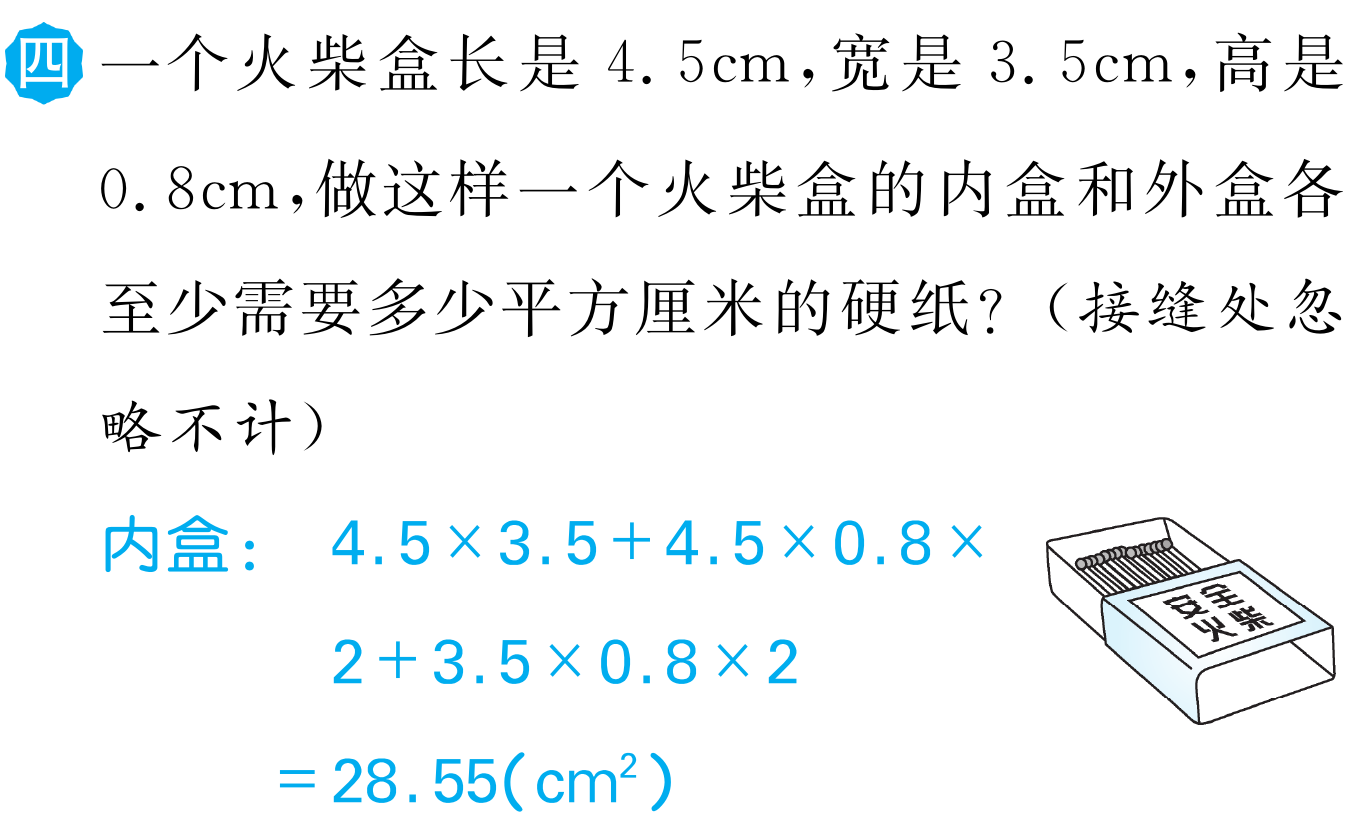 四 一个火柴盒长是 4. 5cm,宽是 3. 5cm,高是
0. 8cm,做这样一个火柴盒的内盒和外盒各
至少需要多少平方厘米的硬纸?(接缝处忽
略不计)
内盒: 4.5×3.5+4.5×0.8×
2+3.5×0.8×2
=28.55(cm²)
安全
火柴